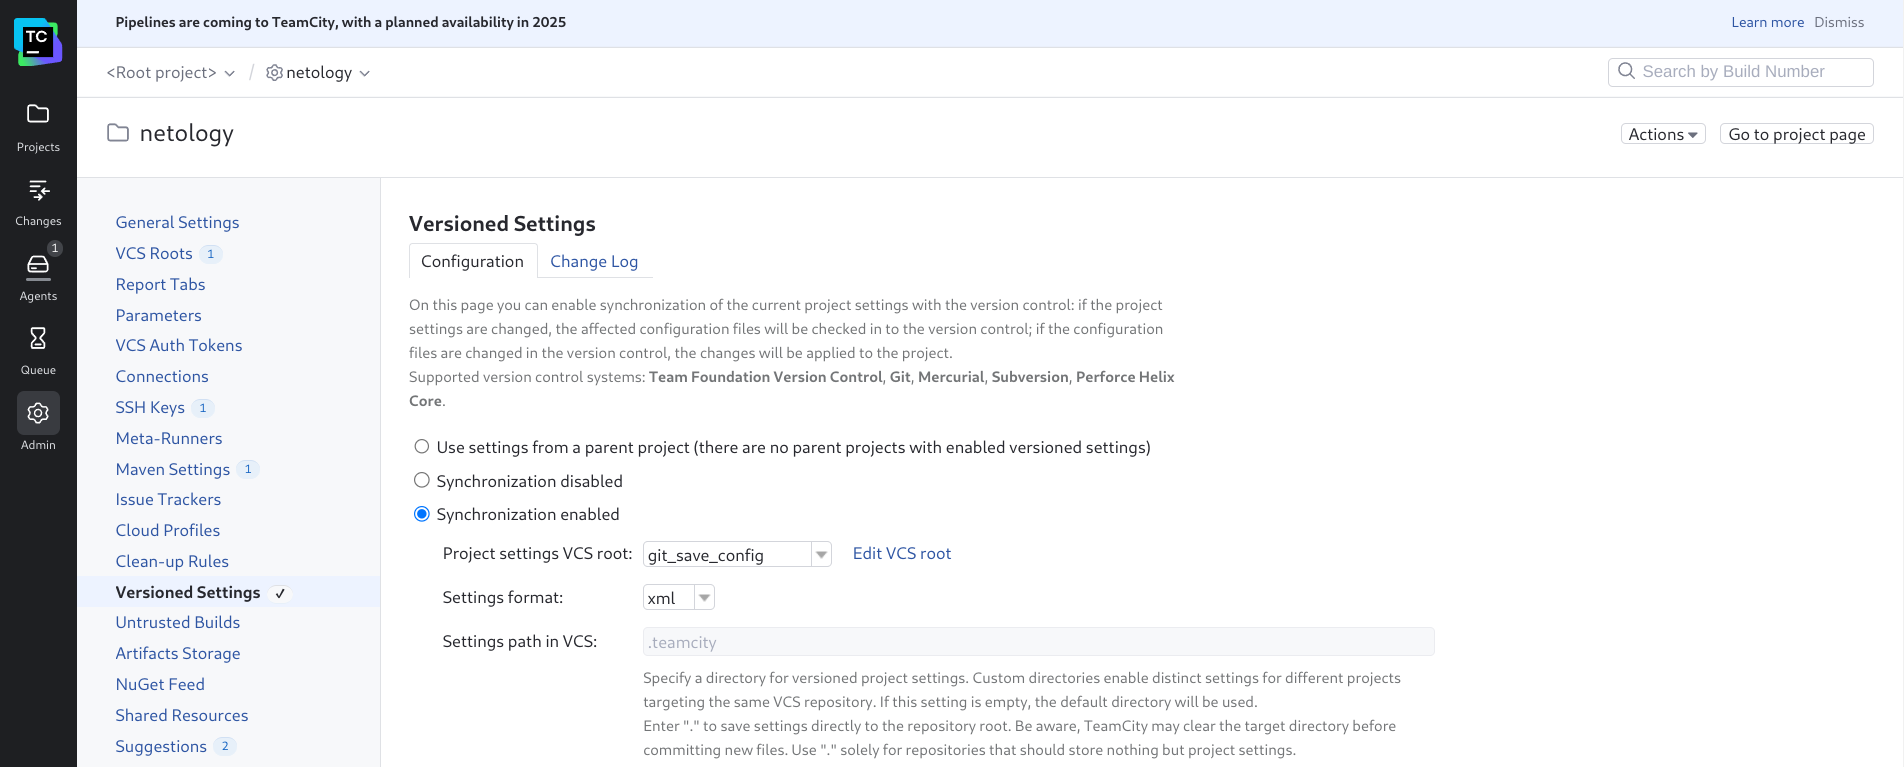 Pipelines are coming to TeamCity, with a planned availability in 2025
Learn more Dismiss
TC
<Root project> / netology
Search by Build Number
netology
Actions Go to project page
Projects
Changes
1
Agents
Queue
Admin
General Settings
VCS Roots 1
Report Tabs
Parameters
VCS Auth Tokens
Connections
SSH Keys 1
Meta-Runners
Maven Settings 1
Issue Trackers
Cloud Profiles
Clean-up Rules
Versioned Settings ✓
Untrusted Builds
Artifacts Storage
NuGet Feed
Shared Resources
Suggestions 2
Versioned Settings
Configuration Change Log
On this page you can enable synchronization of the current project settings with the version control: if the project
settings are changed, the affected configuration files will be checked in to the version control; if the configuration
files are changed in the version control, the changes will be applied to the project.
Supported version control systems: Team Foundation Version Control, Git, Mercurial, Subversion, Perforce Helix
Core.
Use settings from a parent project (there are no parent projects with enabled versioned settings)
Synchronization disabled
Synchronization enabled
Project settings VCS root: git_save_config Edit VCS root
Settings format: xml
Settings path in VCS: .teamcity
Specify a directory for versioned project settings. Custom directories enable distinct settings for different projects
targeting the same VCS repository. If this setting is empty, the default directory will be used.
Enter "." to save settings directly to the repository root. Be aware, TeamCity may clear the target directory before
committing new files. Use "." solely for repositories that should store nothing but project settings.